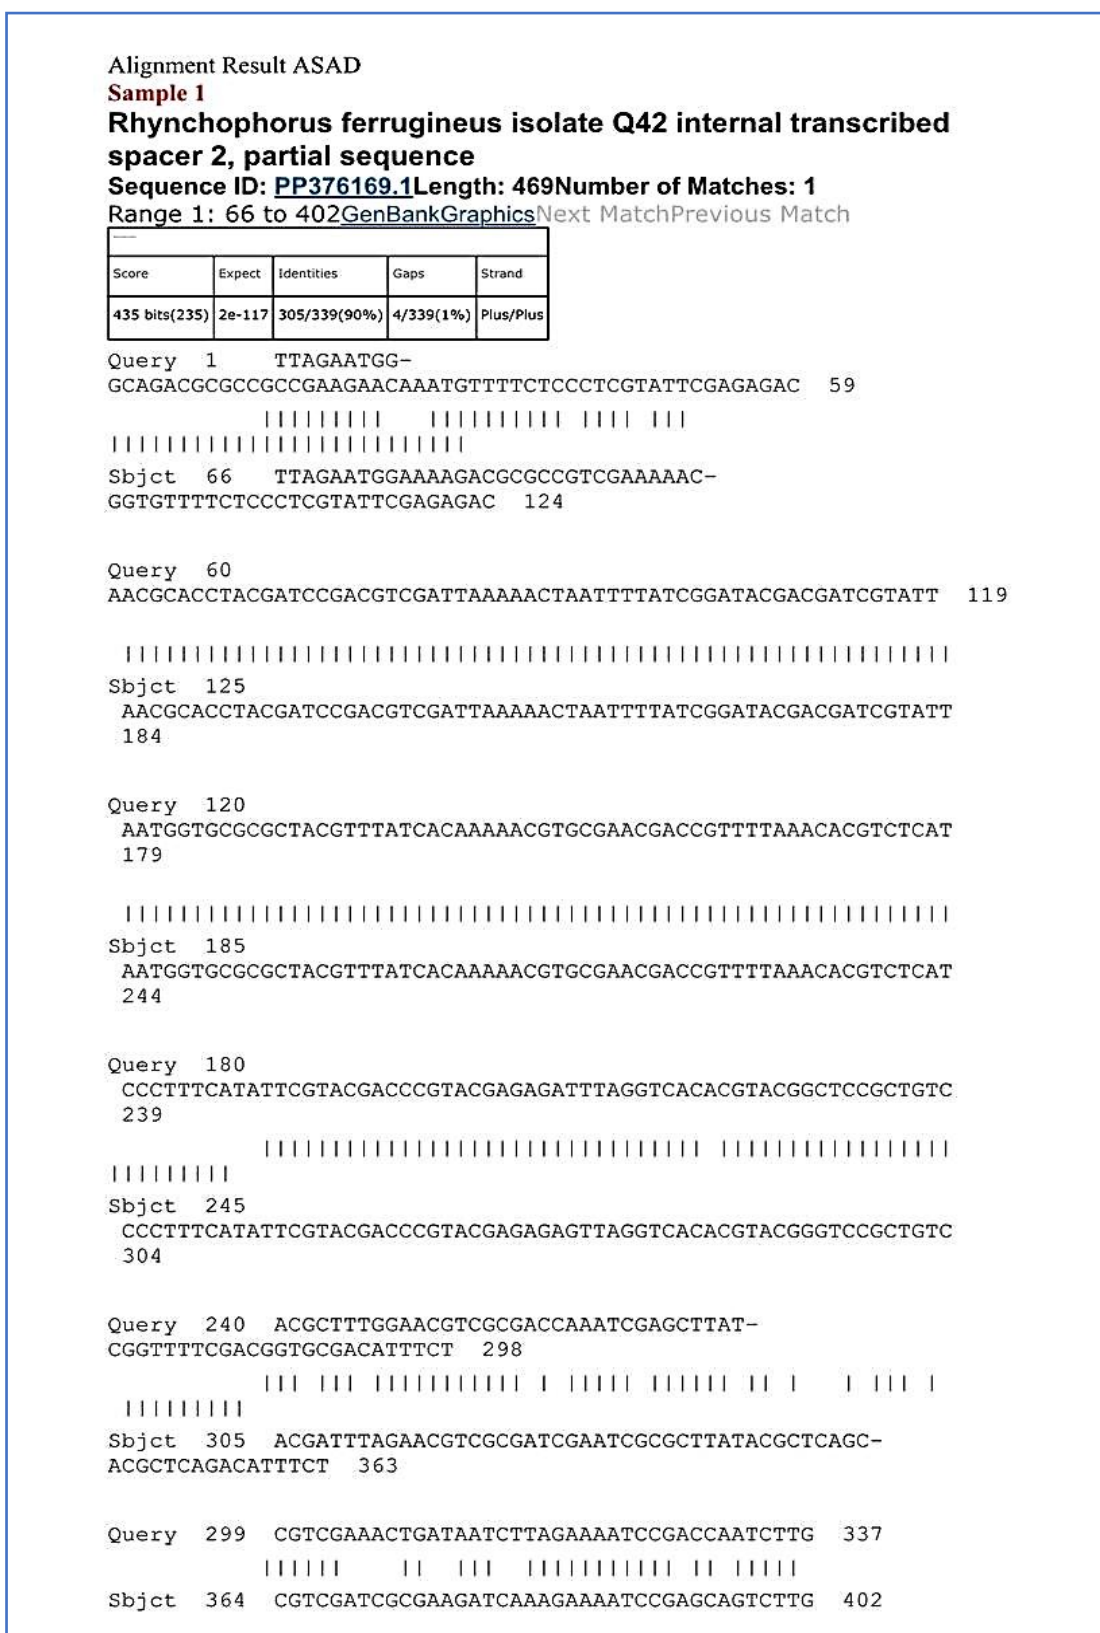 Alignment Result ASAD
Sample 1
Rhynchophorus ferrugineus isolate Q42 internal transcribed
spacer 2, partial sequence
Sequence ID: PP376169.1Length: 469Number of Matches: 1
Range 1: 66 to 402GenBankGraphicsNext MatchPrevious Match
Score Expect Identities Gaps Strand
435 bits(235) 2e-117 305/339(90%) 4/339(1%) Plus/Plus
Query 1 TTAGAATGG-
GCAGACGCGCCGCCGAAGAACAAATGTTTTCTCCCTCGTATTCGAGAGAC 59
||||||||| |||||||||| |||| |||
||||||||||||||||||||||||||
Sbjct 66 TTAGAATGGAAAAGACGCGCCGTCGAAAAAC-
GGTGTTTTCTCCCTCGTATTCGAGAGAC 124
Query 60
AACGCACCTACGATCCGACGTCGATTAAAAACTAATTTTATCGGATACGACGATCGTATT 119
||||||||||||||||||||||||||||||||||||||||||||||||||||||||||||
Sbjct 125
AACGCACCTACGATCCGACGTCGATTAAAAACTAATTTTATCGGATACGACGATCGTATT
184
Query 120
AATGGTGCGCGCTACGTTTATCACAAAAACGTGCGAACGACCGTTTTAAACACGTCTCAT
179
||||||||||||||||||||||||||||||||||||||||||||||||||||||||||||
Sbjct 185
AATGGTGCGCGCTACGTTTATCACAAAAACGTGCGAACGACCGTTTTAAACACGTCTCAT
244
Query 180
CCCTTTCATATTCGTACGACCCGTACGAGAGATTTAGGTCACACGTACGGCTCCGCTGTC
239
|||||||||||||||||||||||||||||||| |||||||||||||||||
|||||||||
Sbjct 245
CCCTTTCATATTCGTACGACCCGTACGAGAGAGTTAGGTCACACGTACGGGTCCGCTGTC
304
Query 240 ACGCTTTGGAACGTCGCGACCAAATCGAGCTTAT-
CGGTTTTCGACGGTGCGACATTTCT 298
||| ||| ||||||||||| | ||||| |||||| || | | ||| |
|||||||||
Sbjct 305 ACGATTTAGAACGTCGCGATCGAATCGCGCTTATACGCTCAGC-
ACGCTCAGACATTTCT 363
Query 299 CGTCGAAACTGATAATCTTAGAAAATCCGACCAATCTTG 337
|||||| || ||| ||||||||||| || |||||
Sbjct 364 CGTCGATCGCGAAGATCAAAGAAAATCCGAGCAGTCTTG 402